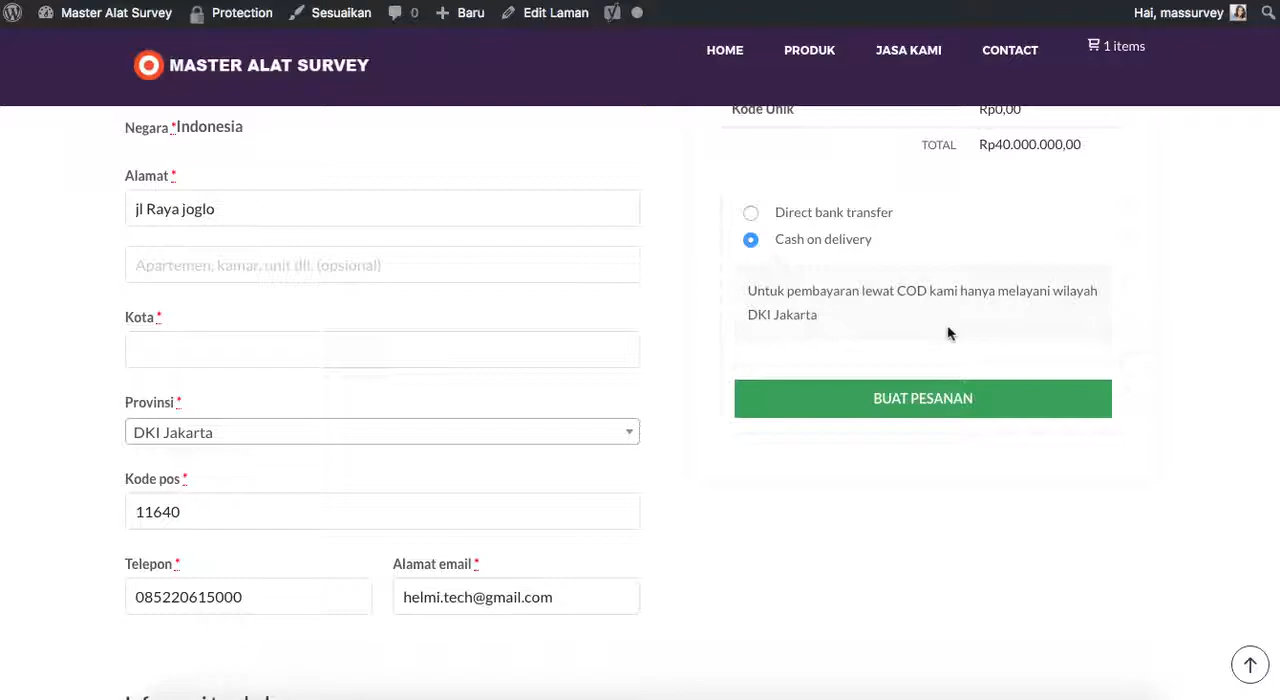 Master Alat Survey Protection Sesuaikan 0 Baru Edit Laman Hai, massurvey
MASTER ALAT SURVEY
HOME PRODUK JASA KAMI CONTACT 1 items
Negara *Indonesia
Alamat *
jl Raya joglo
Apartemen, kamar, unit dll. (opsional)
Kota *
Provinsi *
DKI Jakarta
Kode pos *
11640
Telepon *
085220615000
Alamat email *
helmi.tech@gmail.com
Kode Unik Rp0,00
TOTAL Rp40.000.000,00
Direct bank transfer
Cash on delivery
Untuk pembayaran lewat COD kami hanya melayani wilayah
DKI Jakarta
BUAT PESANAN